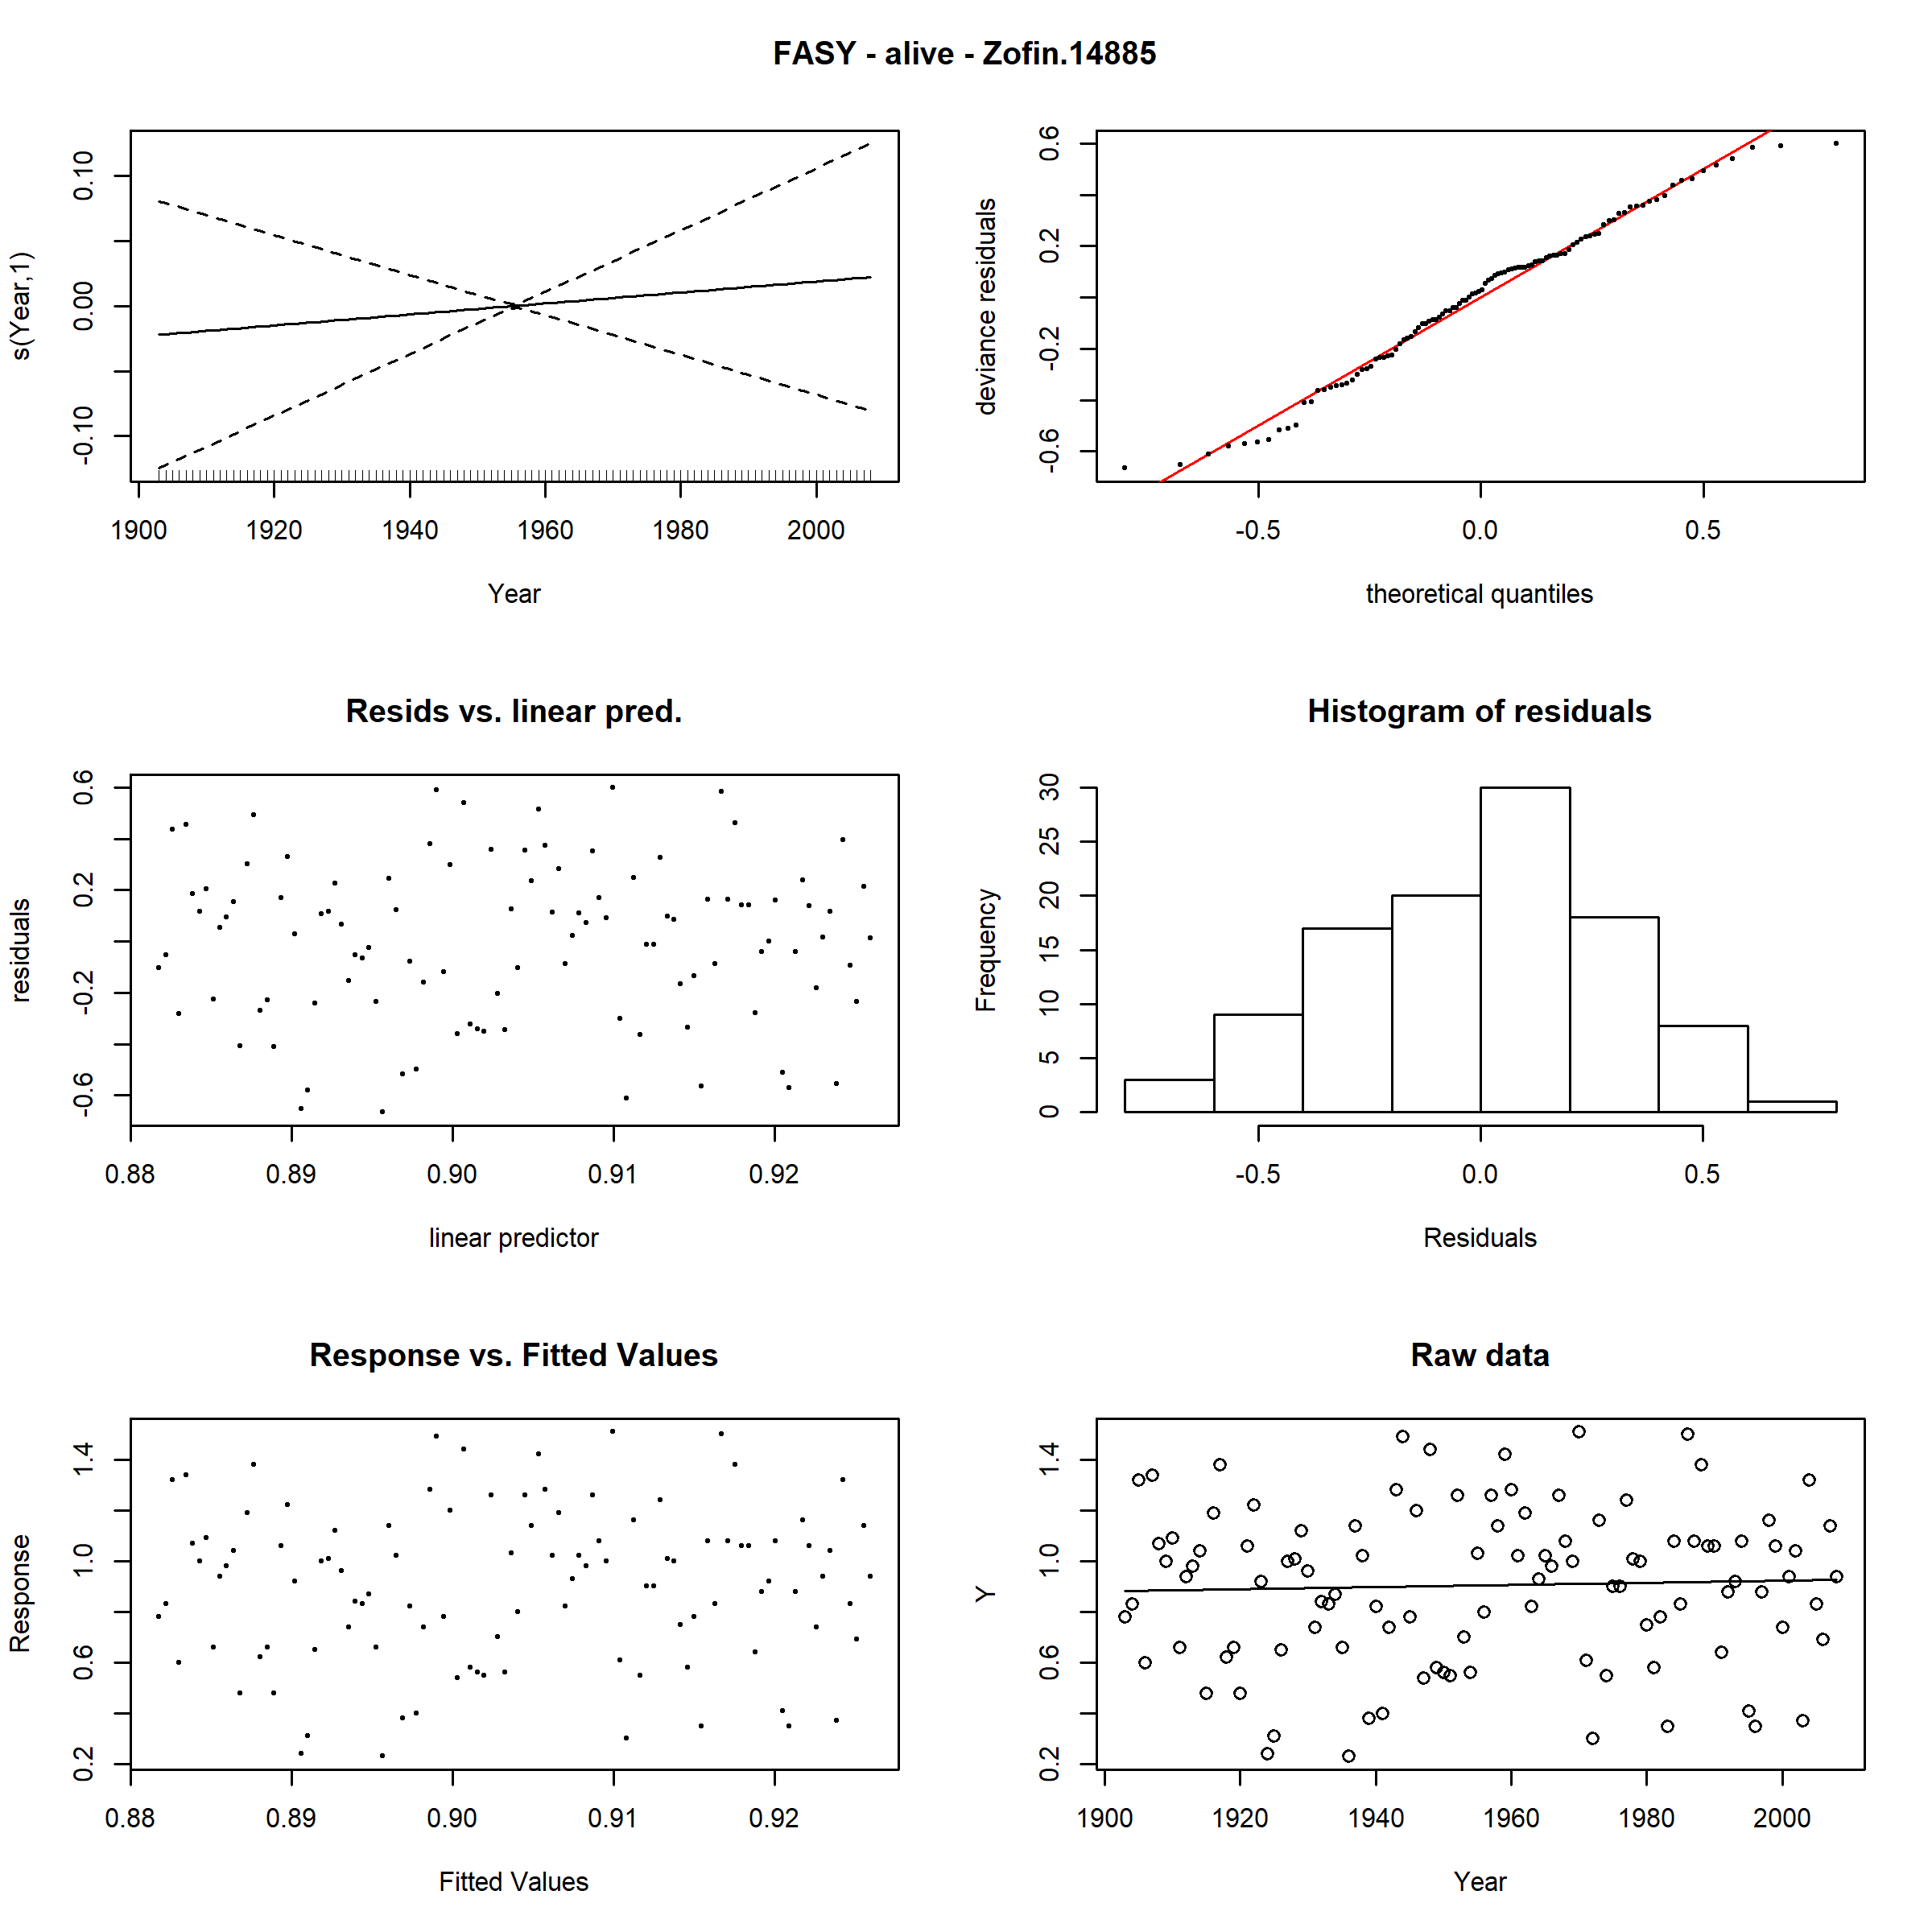 FASY - alive - Zofin.14885
s(Year,1)
0.10
0.00
-0.10
1900 1920 1940 1960 1980 2000
Year
deviance residuals
0.6
0.2
-0.2
-0.6
-0.5 0.0 0.5
theoretical quantiles
Resids vs. linear pred.
residuals
0.6
0.2
-0.2
-0.6
0.88 0.89 0.90 0.91 0.92
linear predictor
Histogram of residuals
Frequency
30
25
20
15
10
5
0
-0.5 0.0 0.5
Residuals
Response vs. Fitted Values
Response
1.4
1.0
0.6
0.2
0.88 0.89 0.90 0.91 0.92
Fitted Values
Raw data
Y
1.4
1.0
0.6
0.2
1900 1920 1940 1960 1980 2000
Year